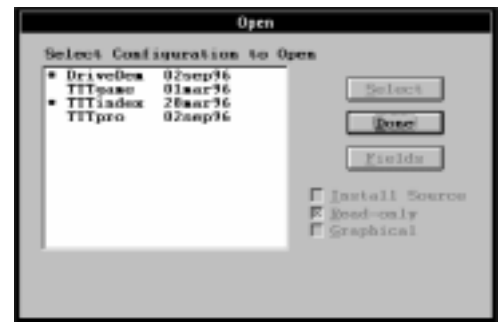 Open
Select Configuration to Open
* DriveDem 02sep96
TTTgame 01mar96
* TTTindex 20mar96
TTTpro 02sep96
Select
Done
Fields
Install Source
Read-only
Graphical